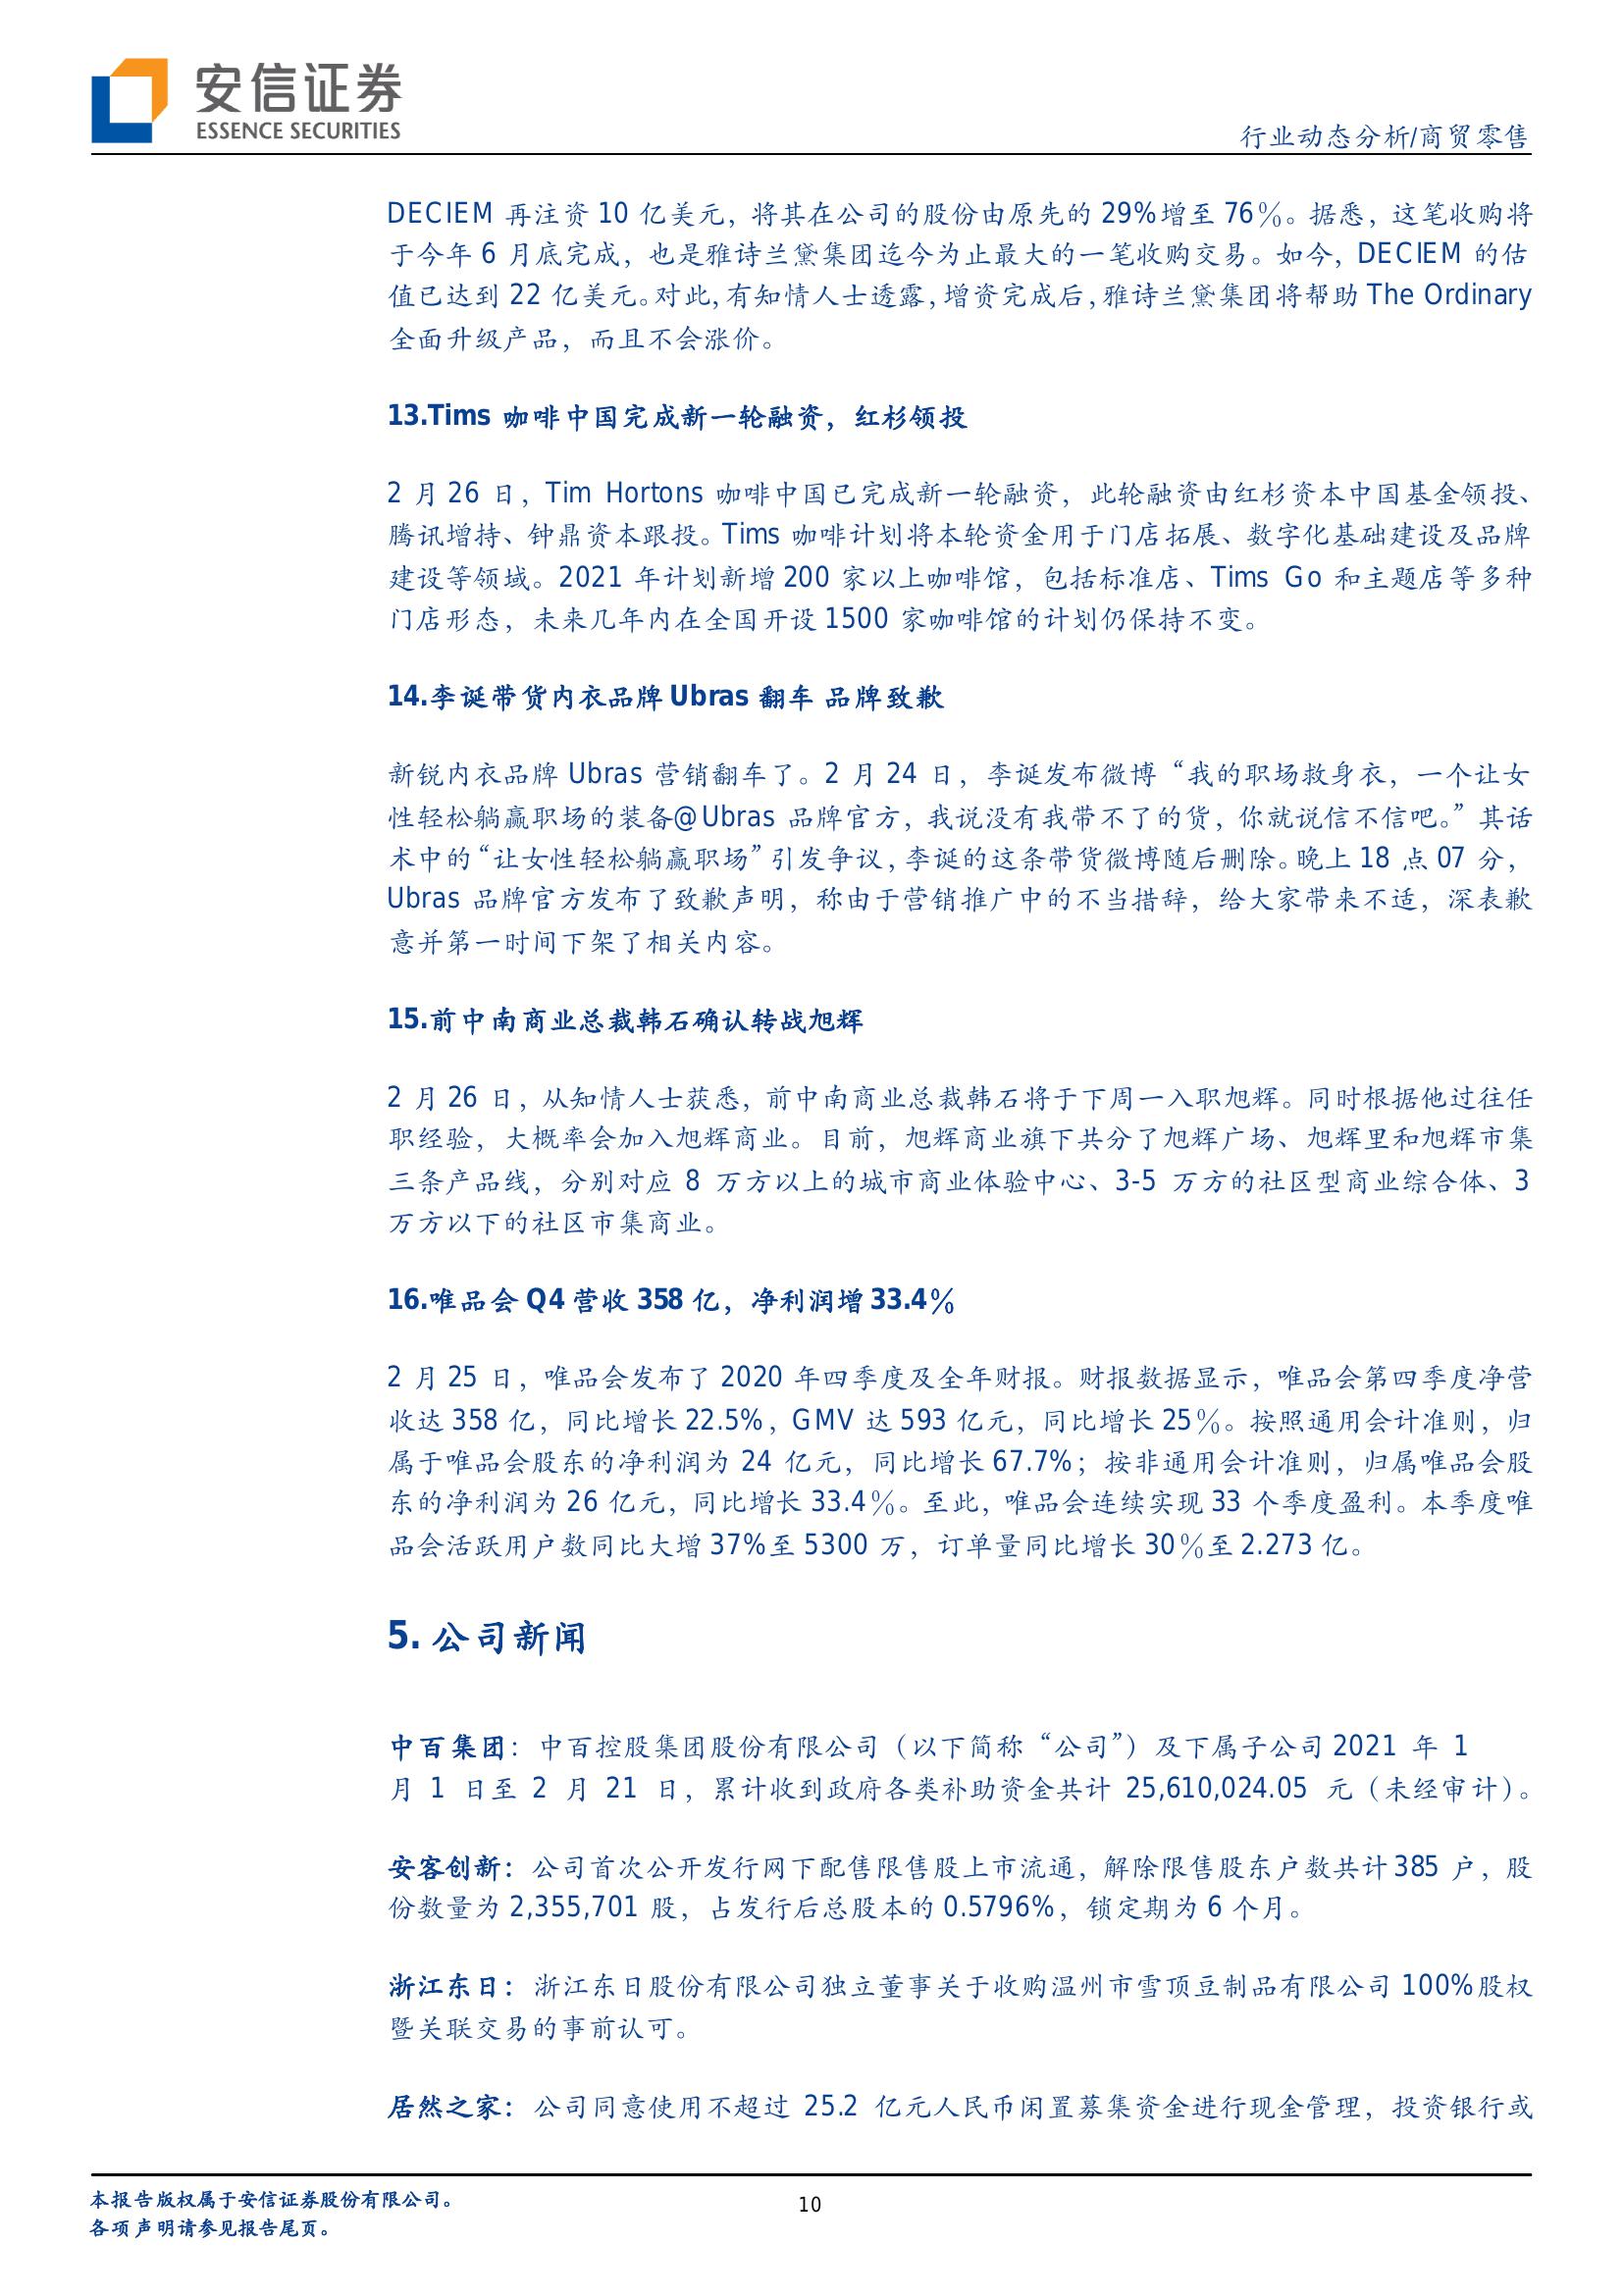 安信证券
ESSENCE SECURITIES
行业动态分析/商贸零售
DECIEM 再注资 10 亿美元，将其在公司的股份由原先的 29%增至 76%。据悉，这笔收购将
于今年 6 月底完成，也是雅诗兰黛集团迄今为止最大的一笔收购交易。如今，DECIEM 的估
值已达到 22 亿美元。对此，有知情人士透露，增资完成后，雅诗兰黛集团将帮助 The Ordinary
全面升级产品，而且不会涨价。
13.Tims 咖啡中国完成新一轮融资，红杉领投
2 月 26 日，Tim Hortons 咖啡中国已完成新一轮融资，此轮融资由红杉资本中国基金领投、
腾讯增持、钟鼎资本跟投。Tims 咖啡计划将本轮资金用于门店拓展、数字化基础建设及品牌
建设等领域。2021 年计划新增 200 家以上咖啡馆，包括标准店、Tims Go 和主题店等多种
门店形态，未来几年内在全国开设 1500 家咖啡馆的计划仍保持不变。
14.李诞带货内衣品牌 Ubras 翻车 品牌致歉
新锐内衣品牌 Ubras 营销翻车了。2 月 24 日，李诞发布微博“我的职场救身衣，一个让女
性轻松躺赢职场的装备@Ubras 品牌官方，我说没有我带不了的货，你就说信不信吧。”其话
术中的“让女性轻松躺赢职场”引发争议，李诞的这条带货微博随后删除。晚上 18 点 07 分，
Ubras 品牌官方发布了致歉声明，称由于营销推广中的不当措辞，给大家带来不适，深表歉
意并第一时间下架了相关内容。
15.前中南商业总裁韩石确认转战旭辉
2 月 26 日，从知情人士获悉，前中南商业总裁韩石将于下周一入职旭辉。同时根据他过往任
职经验，大概率会加入旭辉商业。目前，旭辉商业旗下共分了旭辉广场、旭辉里和旭辉市集
三条产品线，分别对应 8 万方以上的城市商业体验中心、3-5 万方的社区型商业综合体、3
万方以下的社区市集商业。
16.唯品会 Q4 营收 358 亿，净利润增 33.4%
2 月 25 日，唯品会发布了 2020 年四季度及全年财报。财报数据显示，唯品会第四季度净营
收达 358 亿，同比增长 22.5%，GMV 达 593 亿元，同比增长 25%。按照通用会计准则，归
属于唯品会股东的净利润为 24 亿元，同比增长 67.7%；按非通用会计准则，归属唯品会股
东的净利润为 26 亿元，同比增长 33.4%。至此，唯品会连续实现 33 个季度盈利。本季度唯
品会活跃用户数同比大增 37%至 5300 万，订单量同比增长 30%至 2.273 亿。
5. 公司新闻
中百集团：中百控股集团股份有限公司（以下简称“公司”）及下属子公司 2021 年 1
月 1 日至 2 月 21 日，累计收到政府各类补助资金共计 25,610,024.05 元（未经审计）。
安客创新：公司首次公开发行网下配售限售股上市流通，解除限售股东户数共计 385 户，股
份数量为 2,355,701 股，占发行后总股本的 0.5796%，锁定期为 6 个月。
浙江东日：浙江东日股份有限公司独立董事关于收购温州市雪顶豆制品有限公司 100%股权
暨关联交易的事前认可。
居然之家：公司同意使用不超过 25.2 亿元人民币闲置募集资金进行现金管理，投资银行或
本报告版权属于安信证券股份有限公司。
10
各项声明请参见报告尾页。